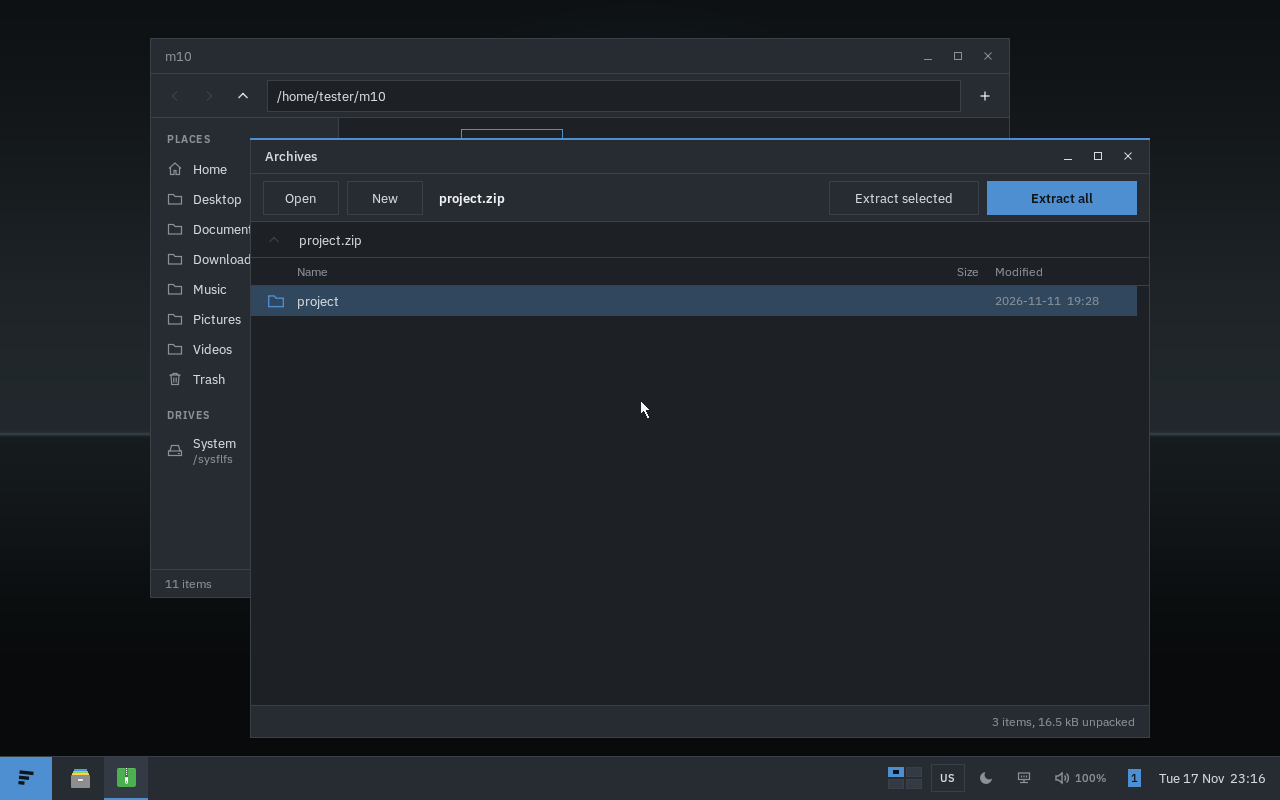 m10
/home/tester/m10
PLACES
Home
Desktop
Document
Download
Music
Pictures
Videos
Trash
DRIVES
System
/sysflfs
11 items
Archives
Open
New
project.zip
Extract selected
Extract all
project.zip
Name
Size
Modified
project
2026-11-11 19:28
3 items, 16.5 kB unpacked
US
100%
1
Tue 17 Nov 23:16